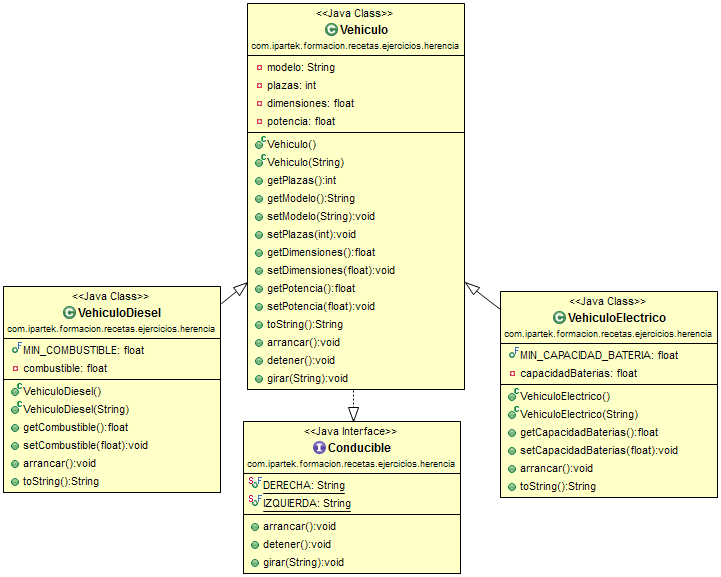 <<Java Class>>
Vehiculo
com.ipartek.formacion.recetas.ejercicios.herencia
modelo: String
plazas: int
dimensiones: float
potencia: float
Vehiculo()
Vehiculo(String)
getPlazas():int
getModelo():String
setModelo(String):void
setPlazas(int):void
getDimensiones():float
setDimensiones(float):void
getPotencia():float
setPotencia(float):void
toString():String
arrancar():void
detener():void
girar(String):void
<<Java Class>>
VehiculoDiesel
com.ipartek.formacion.recetas.ejercicios.herencia
MIN_COMBUSTIBLE: float
combustible: float
VehiculoDiesel()
VehiculoDiesel(String)
getCombustible():float
setCombustible(float):void
arrancar():void
toString():String
<<Java Class>>
VehiculoElectrico
com.ipartek.formacion.recetas.ejercicios.herencia
MIN_CAPACIDAD_BATERIA: float
capacidadBaterias: float
VehiculoElectrico()
VehiculoElectrico(String)
getCapacidadBaterias():float
setCapacidadBaterias(float):void
arrancar():void
toString():String
<<Java Interface>>
Conducible
com.ipartek.formacion.recetas.ejercicios.herencia
DERECHA: String
IZQUIERDA: String
arrancar():void
detener():void
girar(String):void